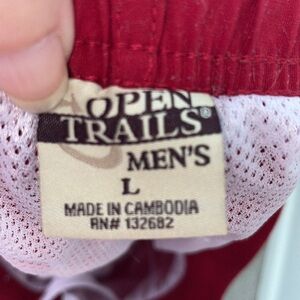 OPEN
TRAILS®
MEN'S
L
MADE IN CAMBODIA
RN# 132682